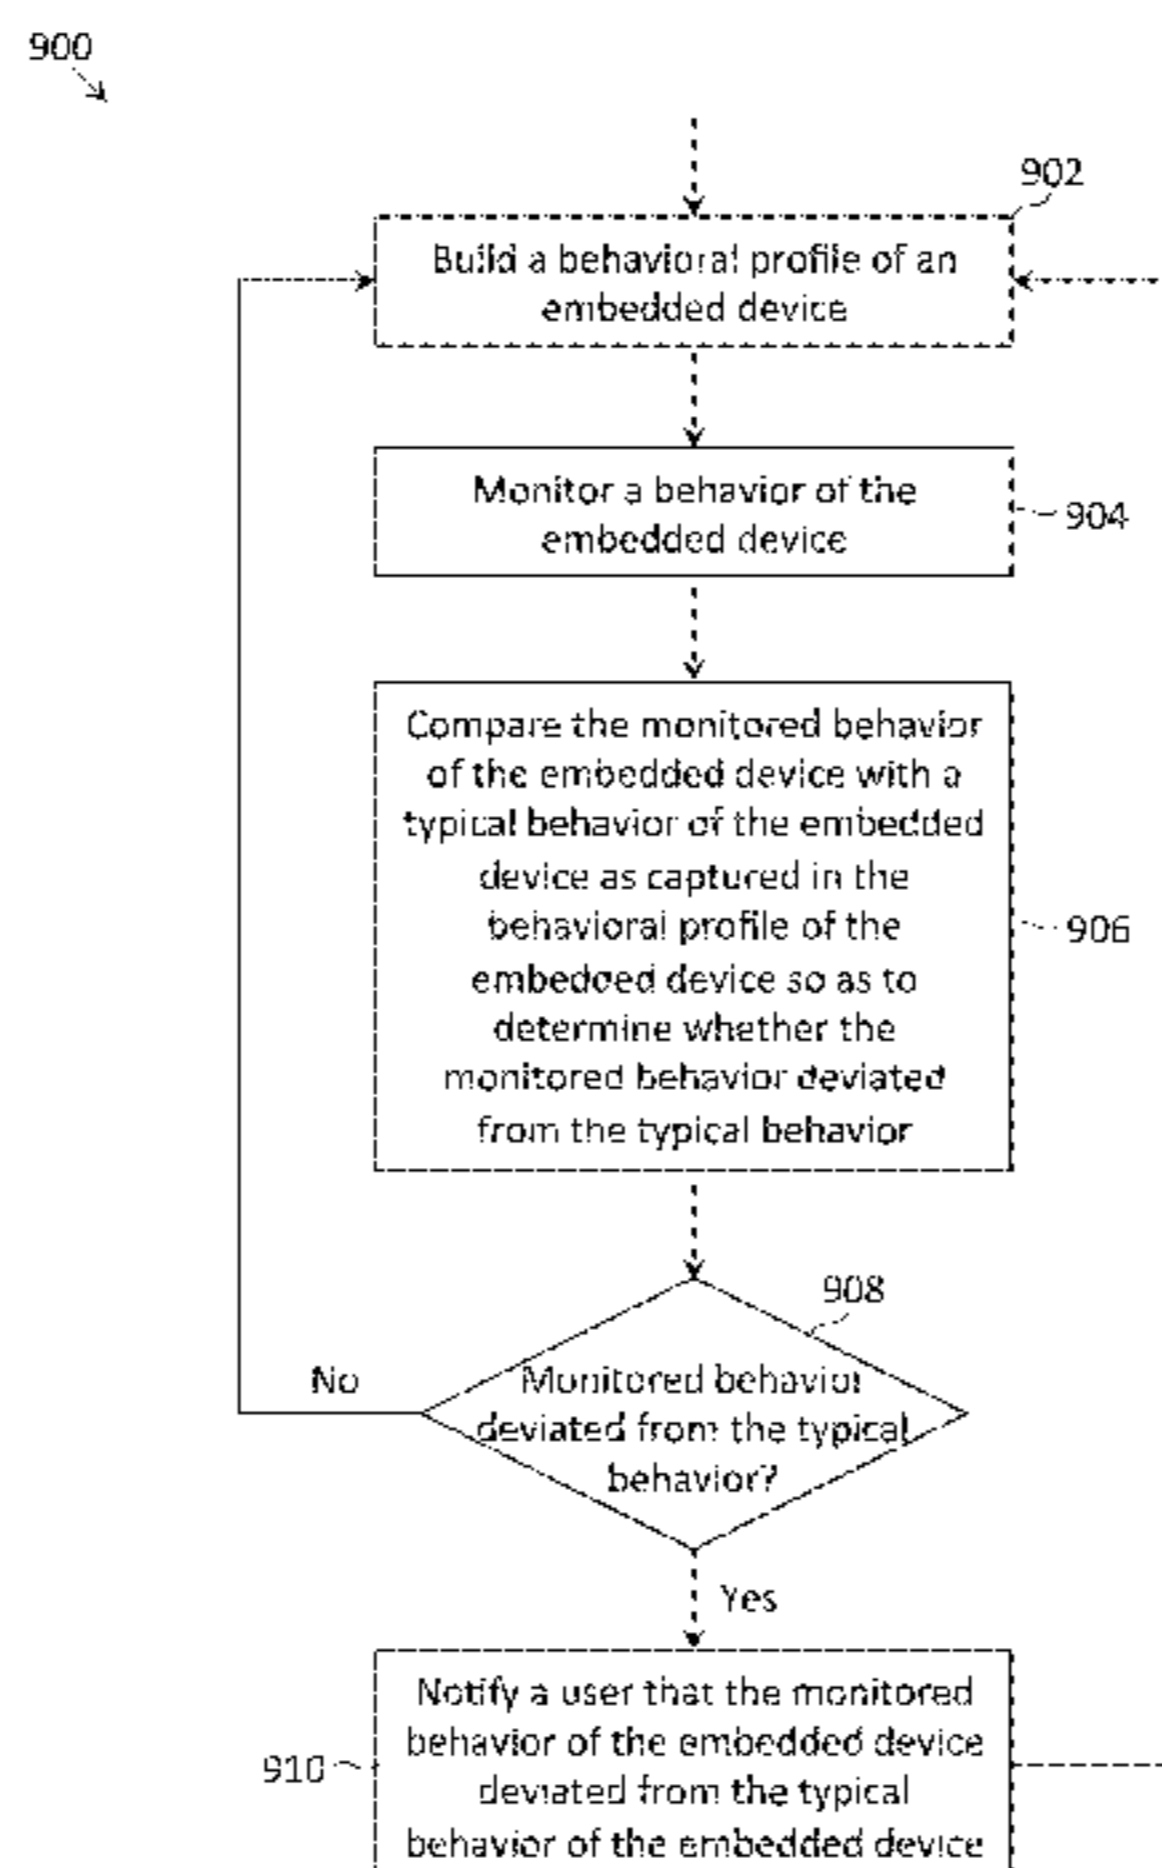 900
902
Build a behavioral profile of an
embedded device
Monitor a behavior of the
embedded device
904
Compare the monitored behavior
of the embedded device with a
typical behavior of the embedded
device as captured in the
behavioral profile of the
embedded device so as to
determine whether the
monitored behavior deviated
from the typical behavior
906
908
No
Monitored behavior
deviated from the typical
behavior?
Yes
Notify a user that the monitored
behavior of the embedded device
deviated from the typical
behavior of the embedded device
910